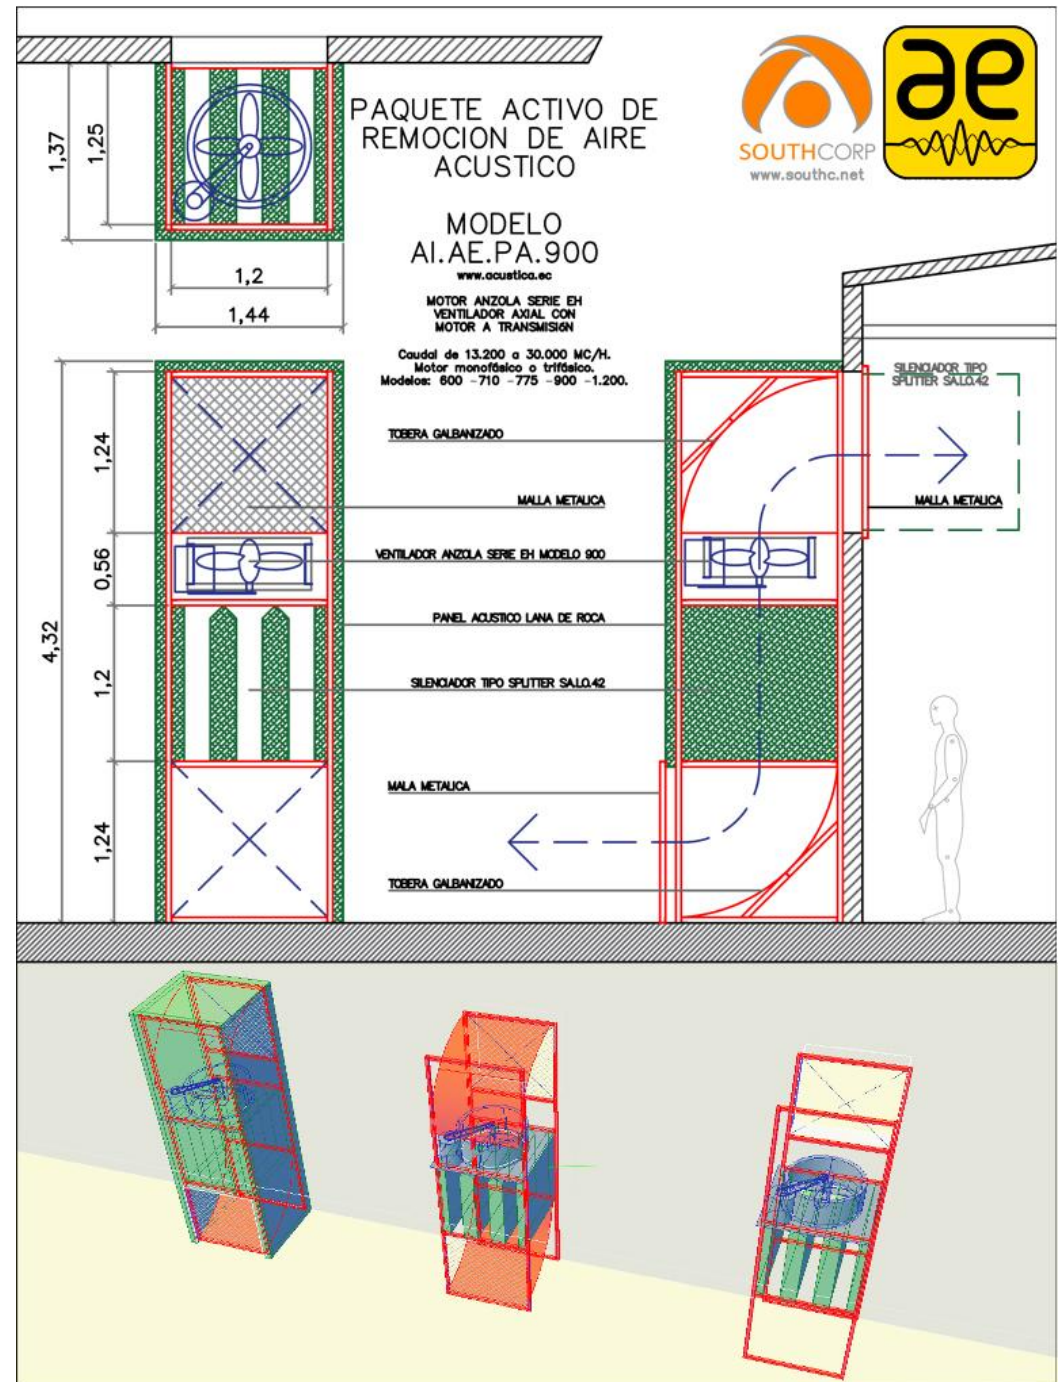 PAQUETE ACTIVO DE
REMOCION DE AIRE
ACUSTICO
SOUTHCORP
www.southc.net
ae
MODELO
AI.AE.PA.900
www.acustica.ec
MOTOR ANZOLA SERIE EH
VENTILADOR AXIAL CON
MOTOR A TRANSMISIóN
Caudal de 13.200 a 30.000 MC/H.
Motor monofásico o trifásico.
Modelos: 600 -710 -775 -900 -1.200.
1,37
1,25
1,2
1,44
4,32
1,24
0,56
1,2
1,24
SILENCIADOR TIPO
SPLITTER SA.LO.42
TOBERA GALBANIZADO
MALLA METALICA
MALLA METALICA
VENTILADOR ANZOLA SERIE EH MODELO 900
PANEL ACUSTICO LANA DE ROCA
SILENCIADOR TIPO SPLITTER SA.LO.42
MALA METALICA
TOBERA GALBANIZADO